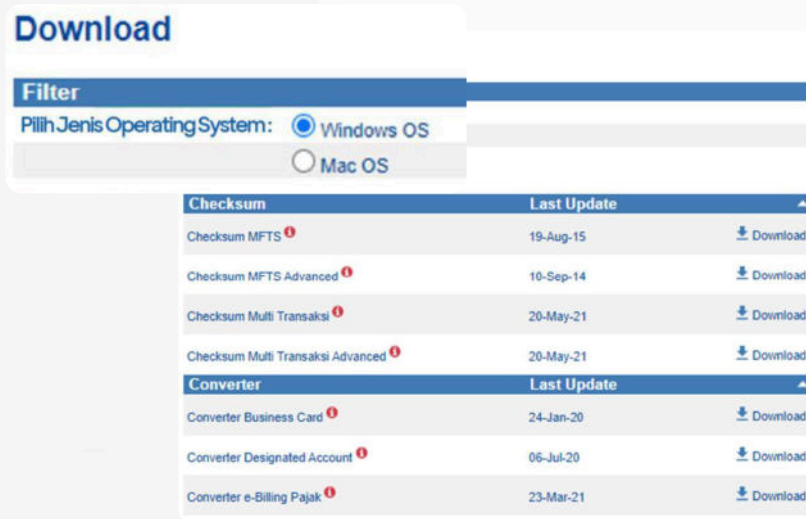 Download
Filter
Pilih Jenis Operating System: Windows OS
Mac OS
Checksum Last Update
Checksum MFTS 19-Aug-15 Download
Checksum MFTS Advanced 10-Sep-14 Download
Checksum Multi Transaksi 20-May-21 Download
Checksum Multi Transaksi Advanced 20-May-21 Download
Converter Last Update
Converter Business Card 24-Jan-20 Download
Converter Designated Account 06-Jul-20 Download
Converter e-Billing Pajak 23-Mar-21 Download